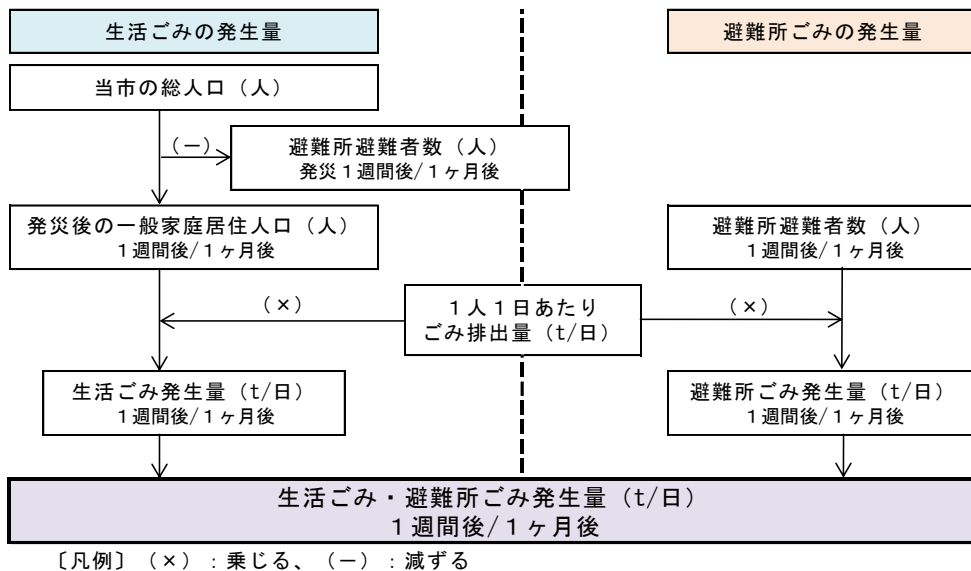 生活ごみの発生量
避難所ごみの発生量
当市の総人口（人）
（－）
避難所避難者数（人）
発災１週間後/１ヶ月後
発災後の一般家庭居住人口（人）
１週間後/１ヶ月後
避難所避難者数（人）
１週間後/１ヶ月後
（×）
１人１日あたり
ごみ排出量（t/日）
（×）
生活ごみ発生量（t/日）
１週間後/１ヶ月後
避難所ごみ発生量（t/日）
１週間後/１ヶ月後
生活ごみ・避難所ごみ発生量（t/日）
１週間後/１ヶ月後
〔凡例〕（×）：乗じる、（－）：減ずる